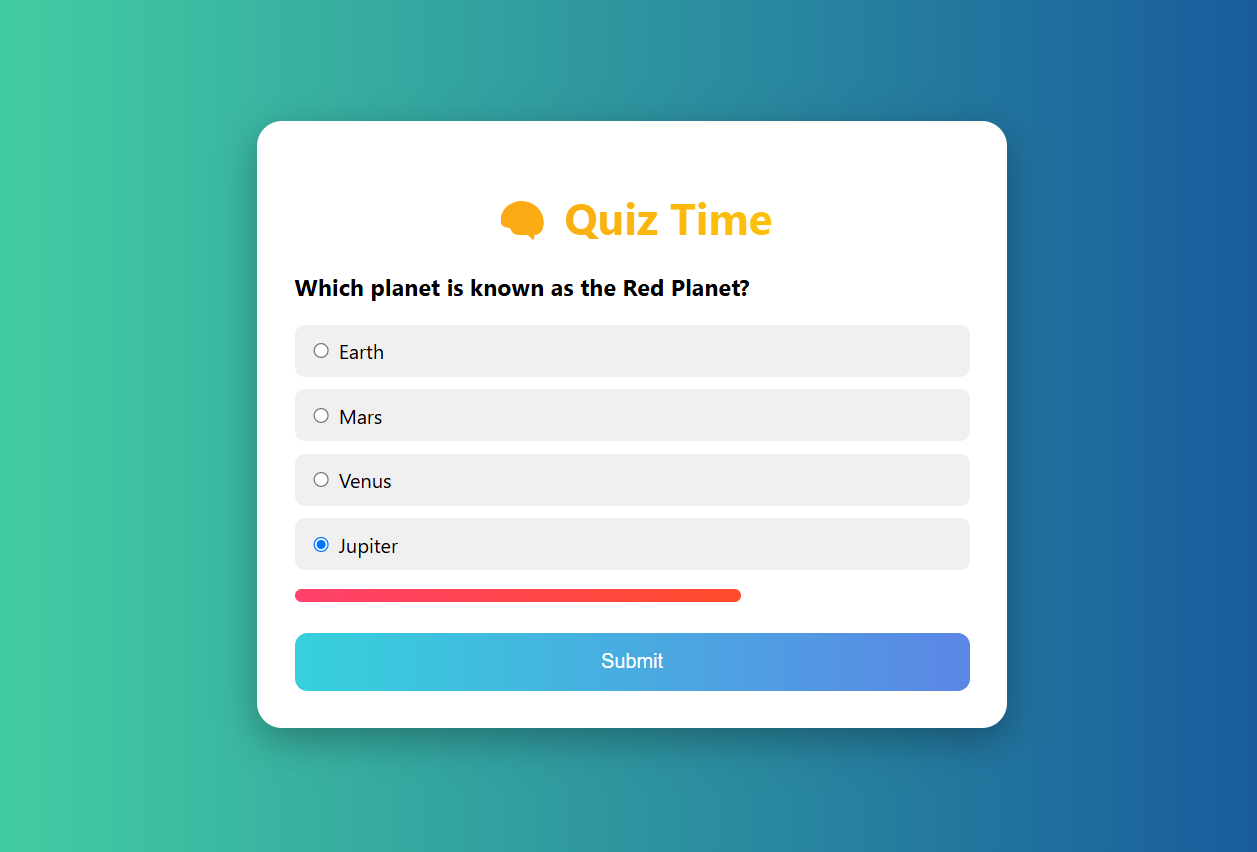 Quiz Time
Which planet is known as the Red Planet?
Earth
Mars
Venus
Jupiter
Submit